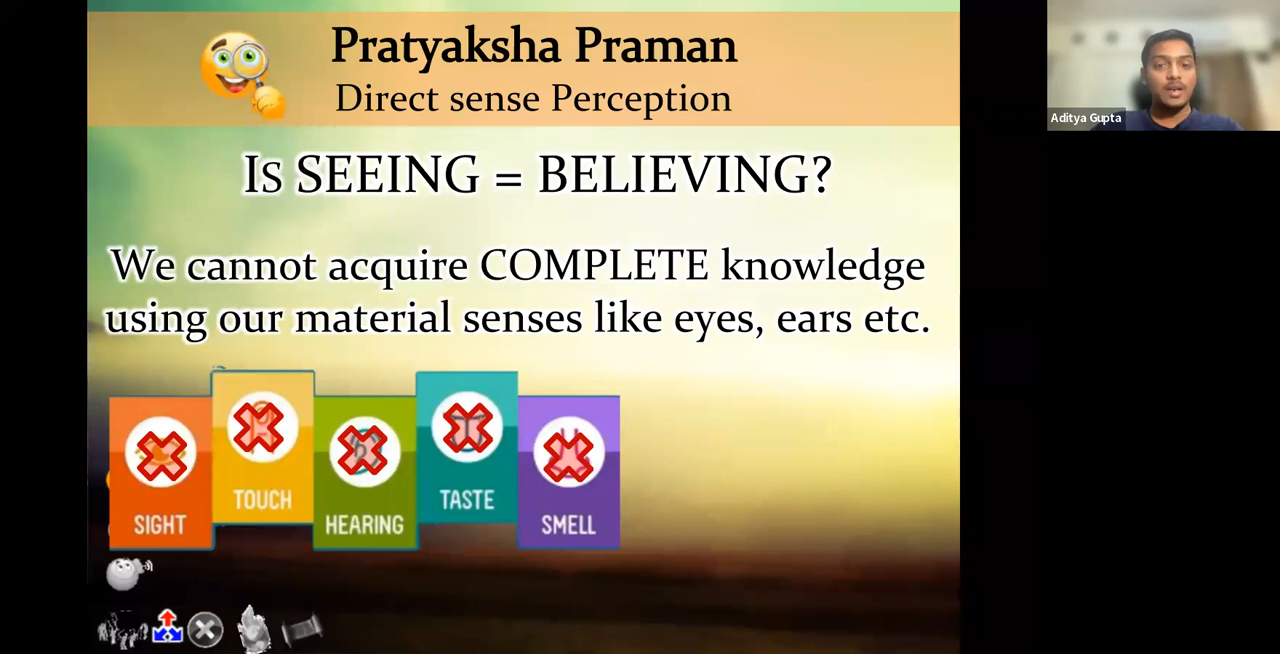 Pratyaksha Praman
Direct sense Perception
IS SEEING = BELIEVING?
We cannot acquire COMPLETE knowledge
using our material senses like eyes, ears etc.
SIGHT
TOUCH
HEARING
TASTE
SMELL
Aditya Gupta